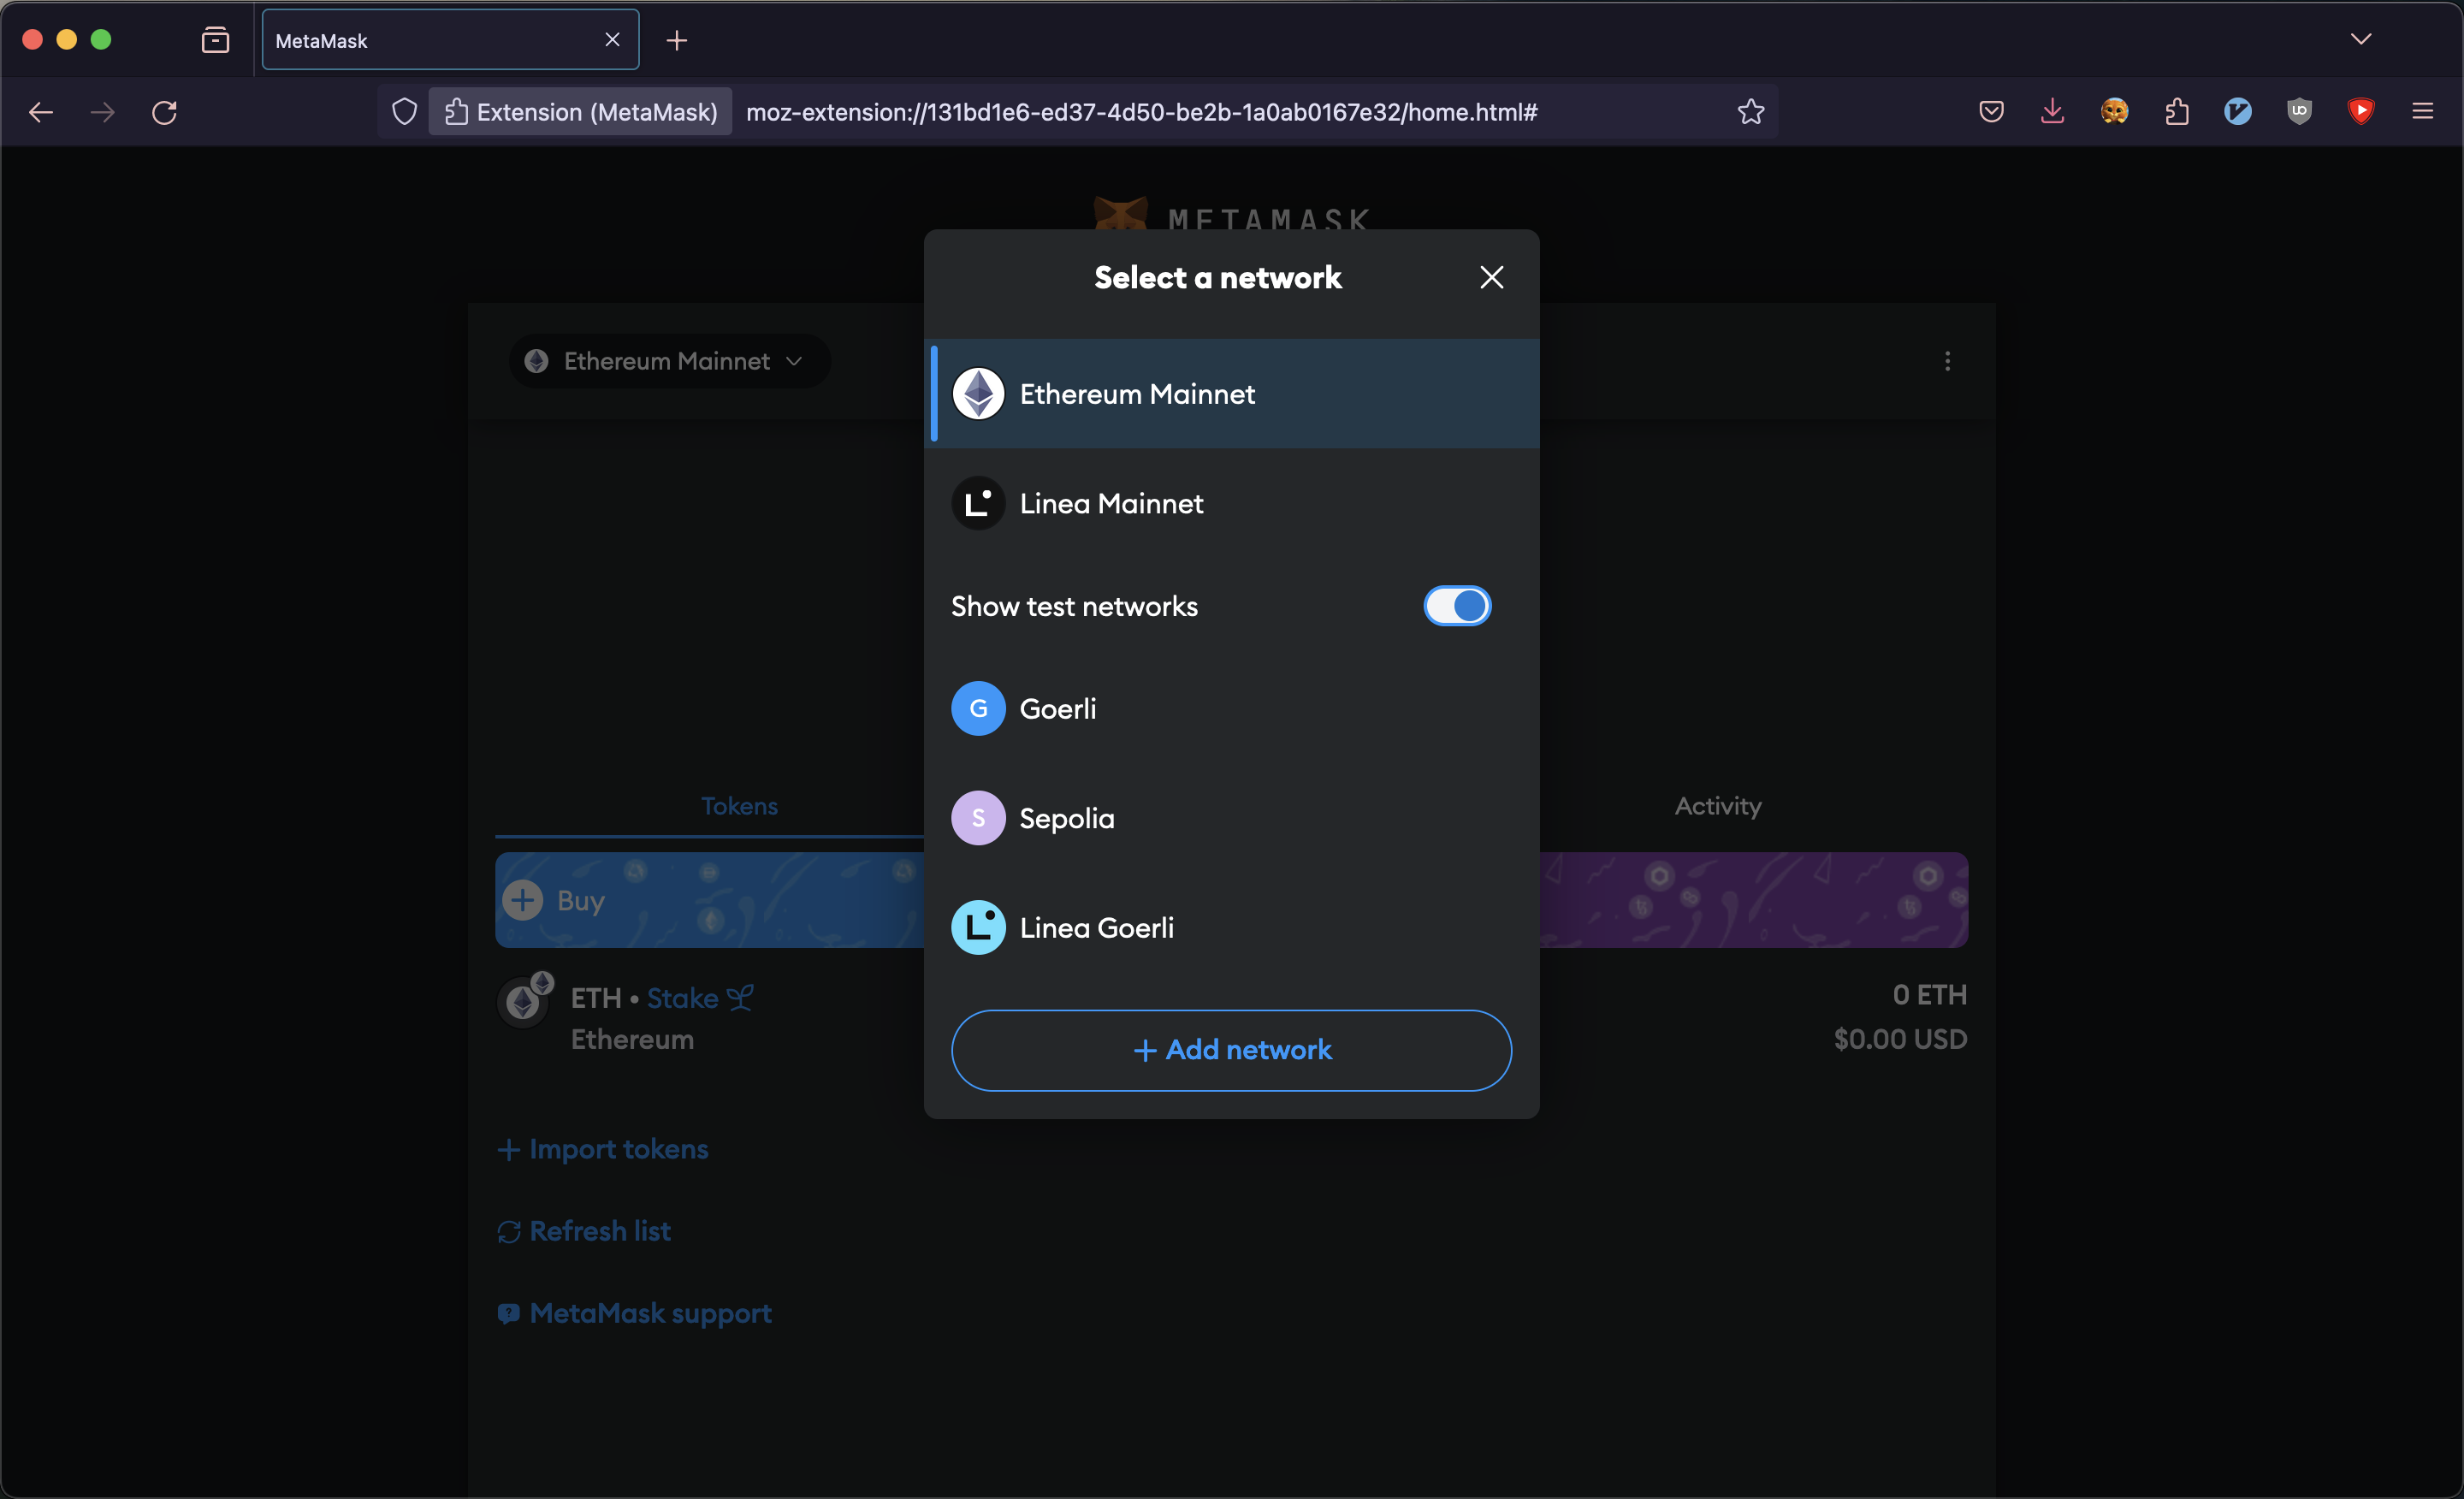 MetaMask
Extension (MetaMask)
moz-extension://131bd1e6-ed37-4d50-be2b-1a0ab0167e32/home.html#
METAMASK
Select a network
Ethereum Mainnet
Ethereum Mainnet
Linea Mainnet
Show test networks
G Goerli
S Sepolia
Linea Goerli
+ Add network
Tokens
Activity
Buy
ETH • Stake
Ethereum
0 ETH
$0.00 USD
+ Import tokens
Refresh list
MetaMask support